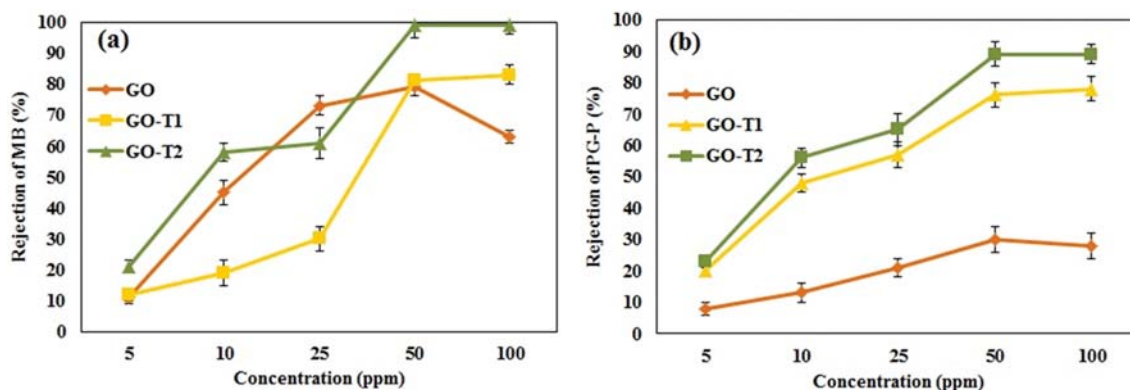 (a)
Rejection of MB (%)
100
90
80
70
60
50
40
30
20
10
0
GO
GO-T1
GO-T2
5 10 25 50 100
Concentration (ppm)
(b)
Rejection of PG-P (%)
100
90
80
70
60
50
40
30
20
10
0
GO
GO-T1
GO-T2
5 10 25 50 100
Concentration (ppm)